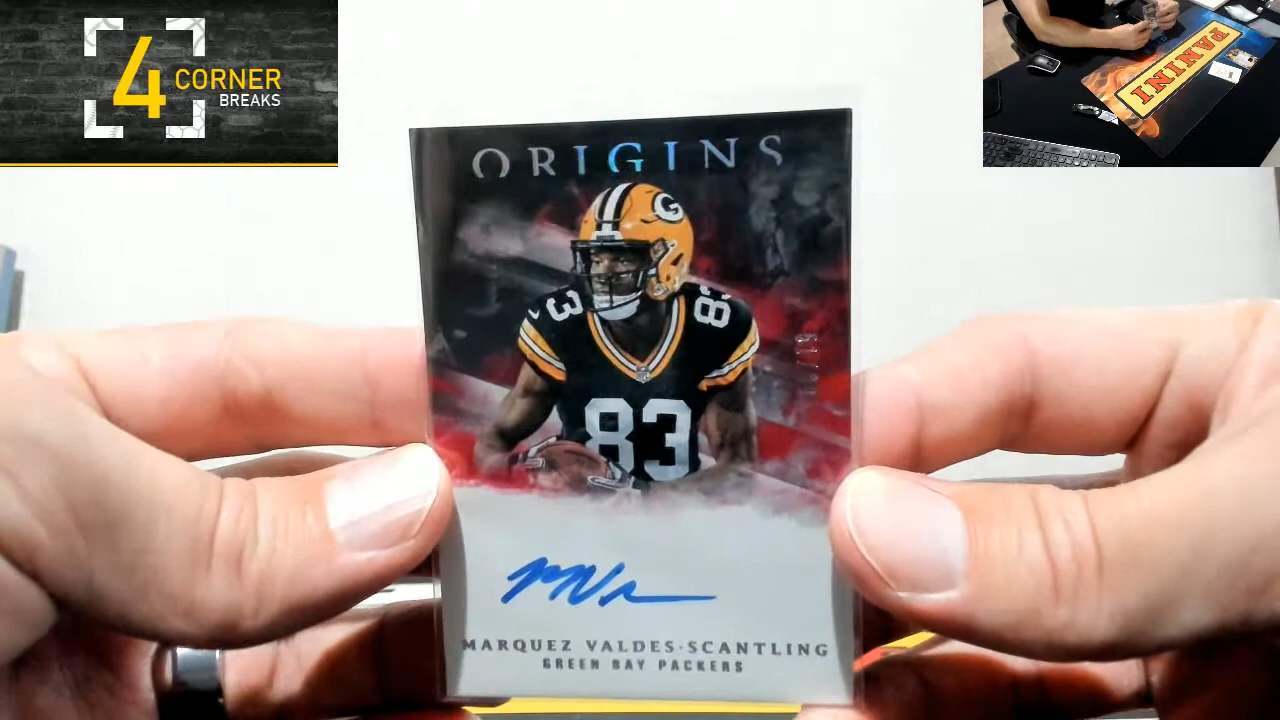 4 CORNER
BREAKS
PANINI
ORIGINS
G
83
83
MARQUEZ VALDES-SCANTLING
GREEN BAY PACKERS